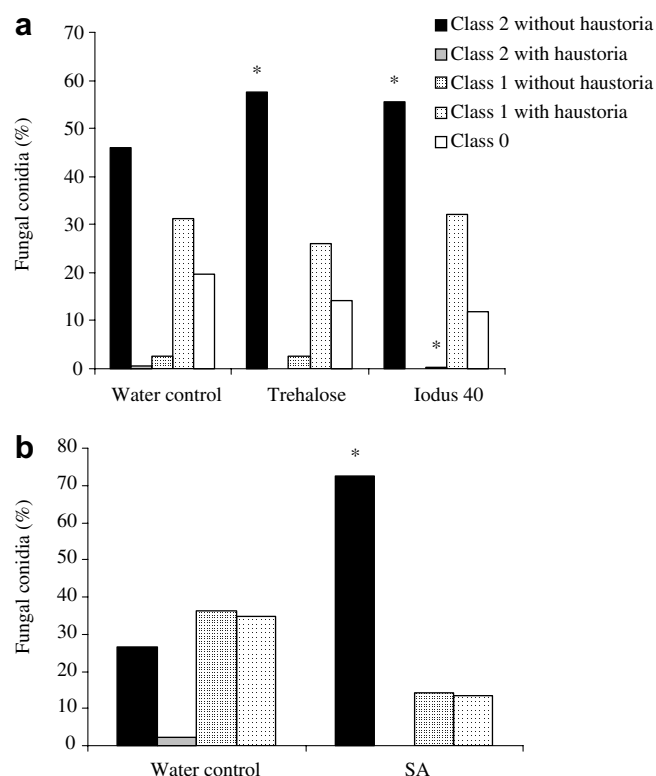 a
Fungal conidia (%)
70
60
50
40
30
20
10
0
* * *
Water control Trehalose Iodus 40
Class 2 without haustoria
Class 2 with haustoria
Class 1 without haustoria
Class 1 with haustoria
Class 0
b
Fungal conidia (%)
80
70
60
50
40
30
20
10
0
*
Water control SA